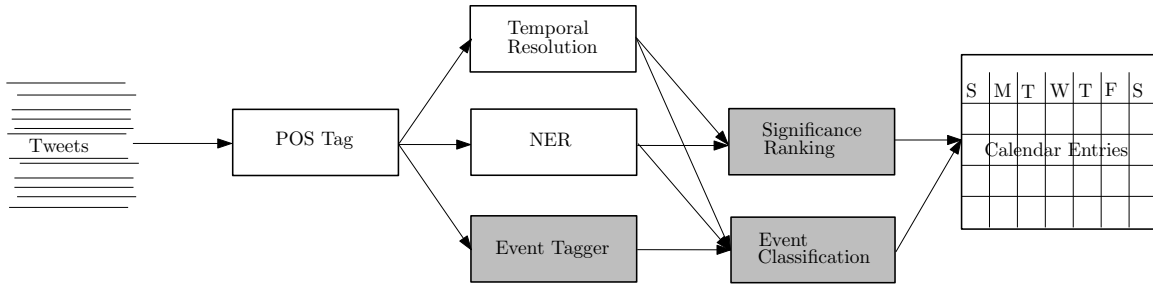 Tweets
POS Tag
Temporal
Resolution
NER
Event Tagger
Significance
Ranking
Event
Classification
S M T W T F S
Calendar Entries